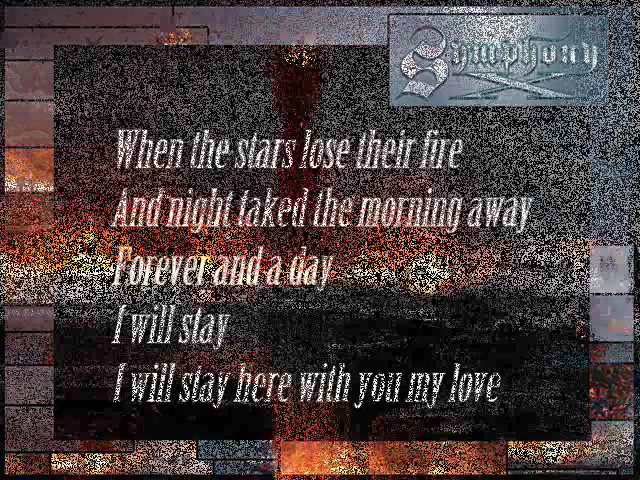 Symphony X
When the stars lose their fire
And night taked the morning away
Forever and a day
I will stay
I will stay here with you my love